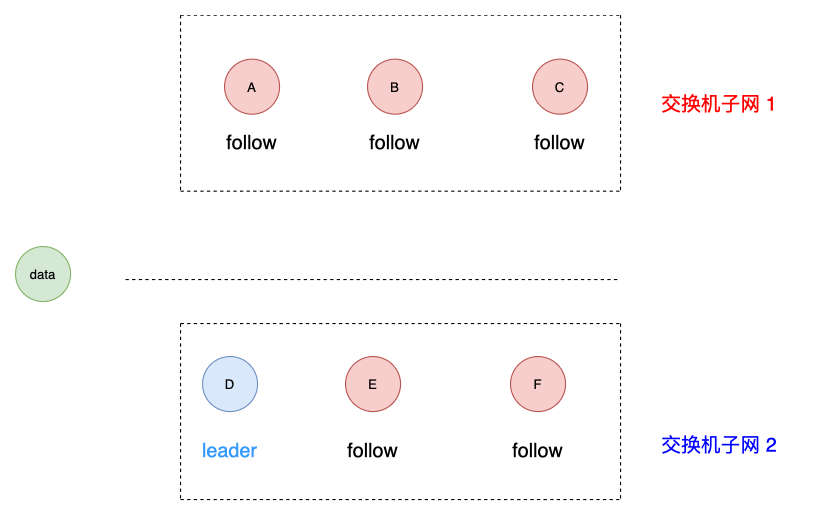 A
B
C
follow
follow
follow
交换机子网 1
data
D
E
F
leader
follow
follow
交换机子网 2